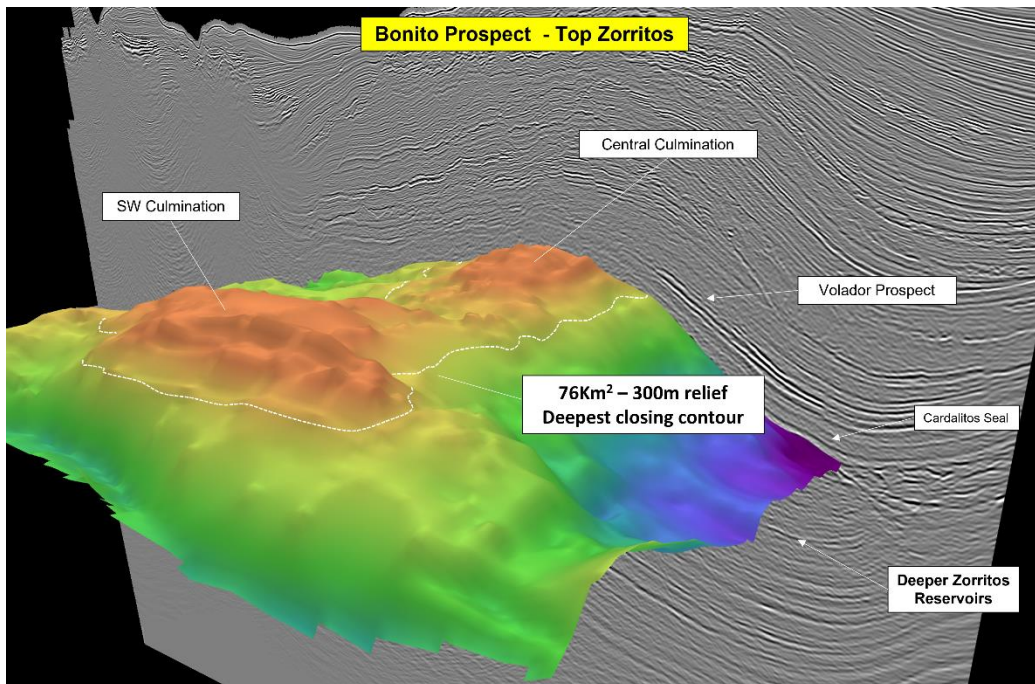 Bonito Prospect - Top Zorritos
Central Culmination
SW Culmination
Volador Prospect
76Km² – 300m relief
Deepest closing contour
Cardalitos Seal
Deeper Zorritos
Reservoirs